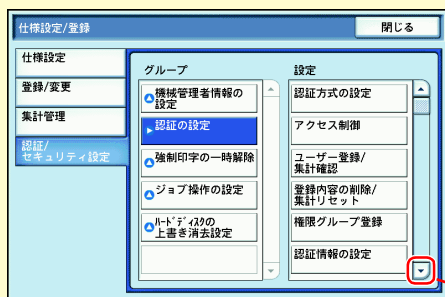 仕様設定/登録
閉じる
仕様設定
登録/変更
集計管理
認証/
セキュリティ設定
グループ
機械管理者情報の
設定
認証の設定
強制印字の一時解除
ジョブ操作の設定
ﾊｰﾄﾞﾃﾞｨｽｸの
上書き消去設定
設定
認証方式の設定
アクセス制御
ユーザー登録/
集計確認
登録内容の削除/
集計リセット
権限グループ登録
認証情報の設定